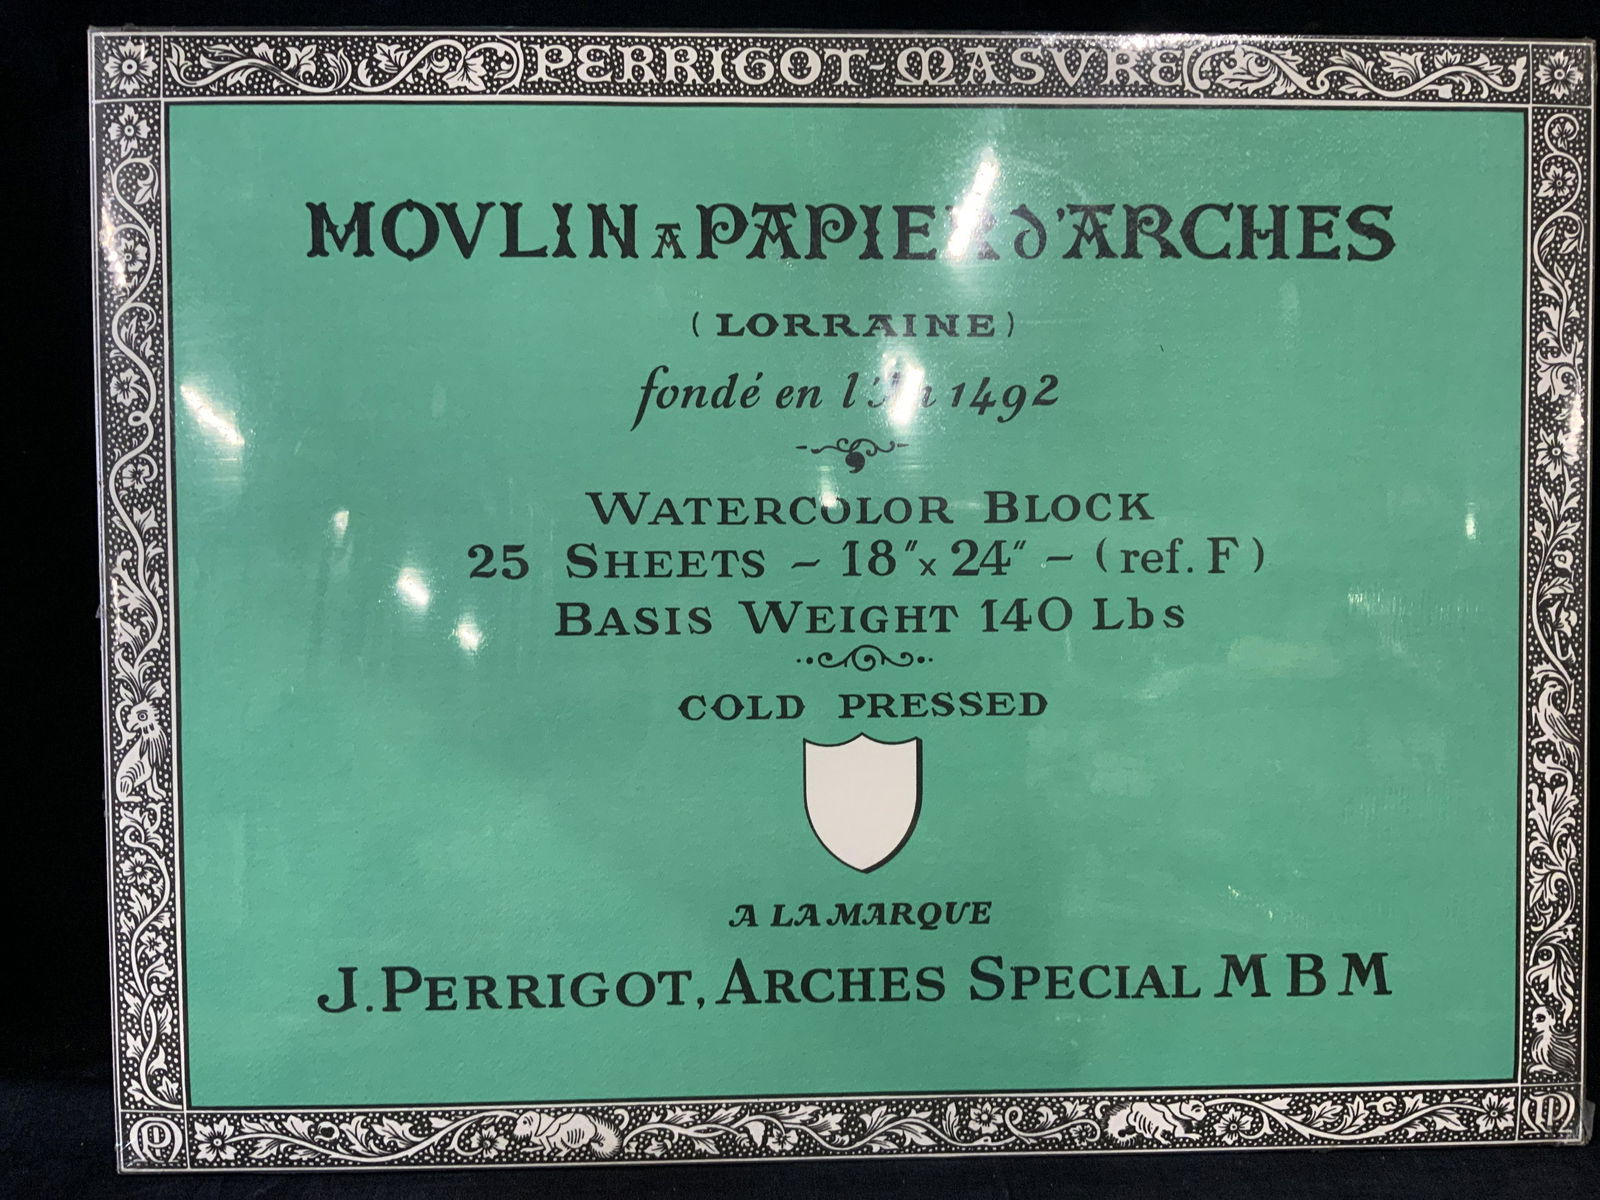 PERRIGOT-MASVRE
MOVLIN A PAPIER d'ARCHES
(LORRAINE)
fondé en l'An 1492
WATERCOLOR BLOCK
25 SHEETS - 18" x 24" - (ref. F)
BASIS WEIGHT 140 Lbs
COLD PRESSED
A LA MARQUE
J. PERRIGOT, ARCHES SPECIAL M B M